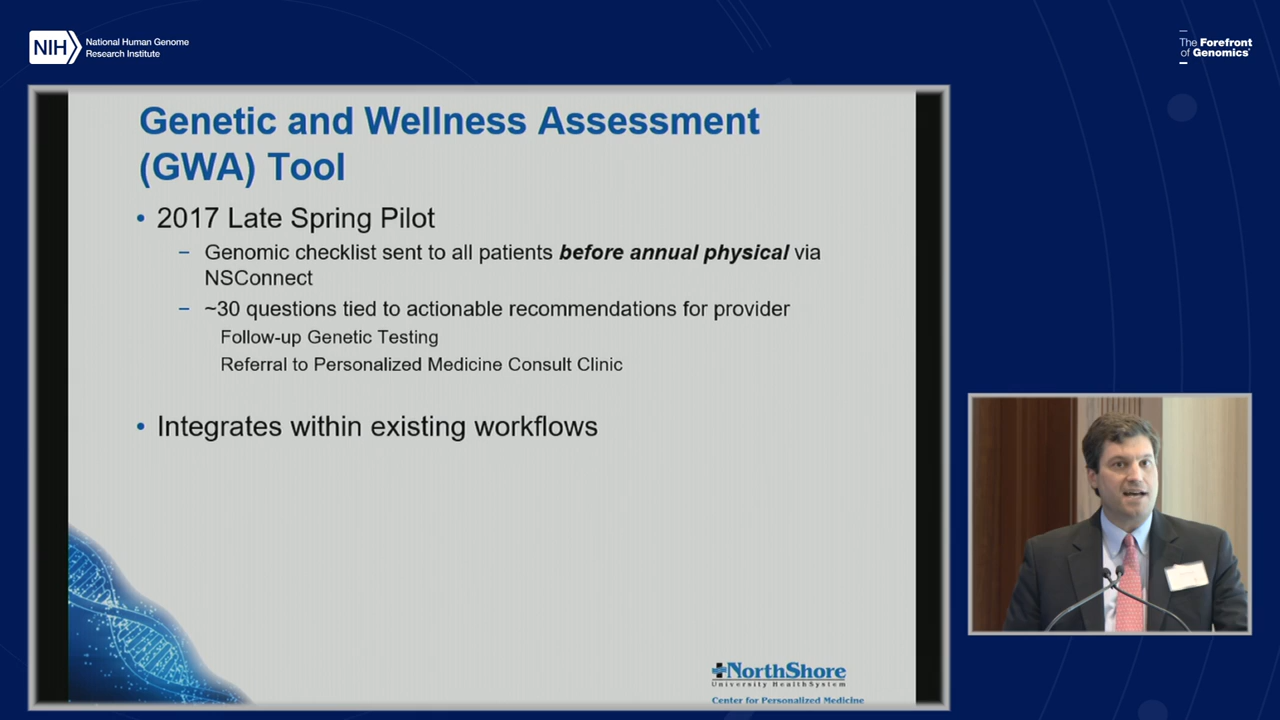 NIH
National Human Genome
Research Institute
The Forefront
of Genomics
Genetic and Wellness Assessment
(GWA) Tool
• 2017 Late Spring Pilot
– Genomic checklist sent to all patients before annual physical via
NSConnect
– ~30 questions tied to actionable recommendations for provider
Follow-up Genetic Testing
Referral to Personalized Medicine Consult Clinic
• Integrates within existing workflows
NorthShore
University HealthSystem
Center for Personalized Medicine